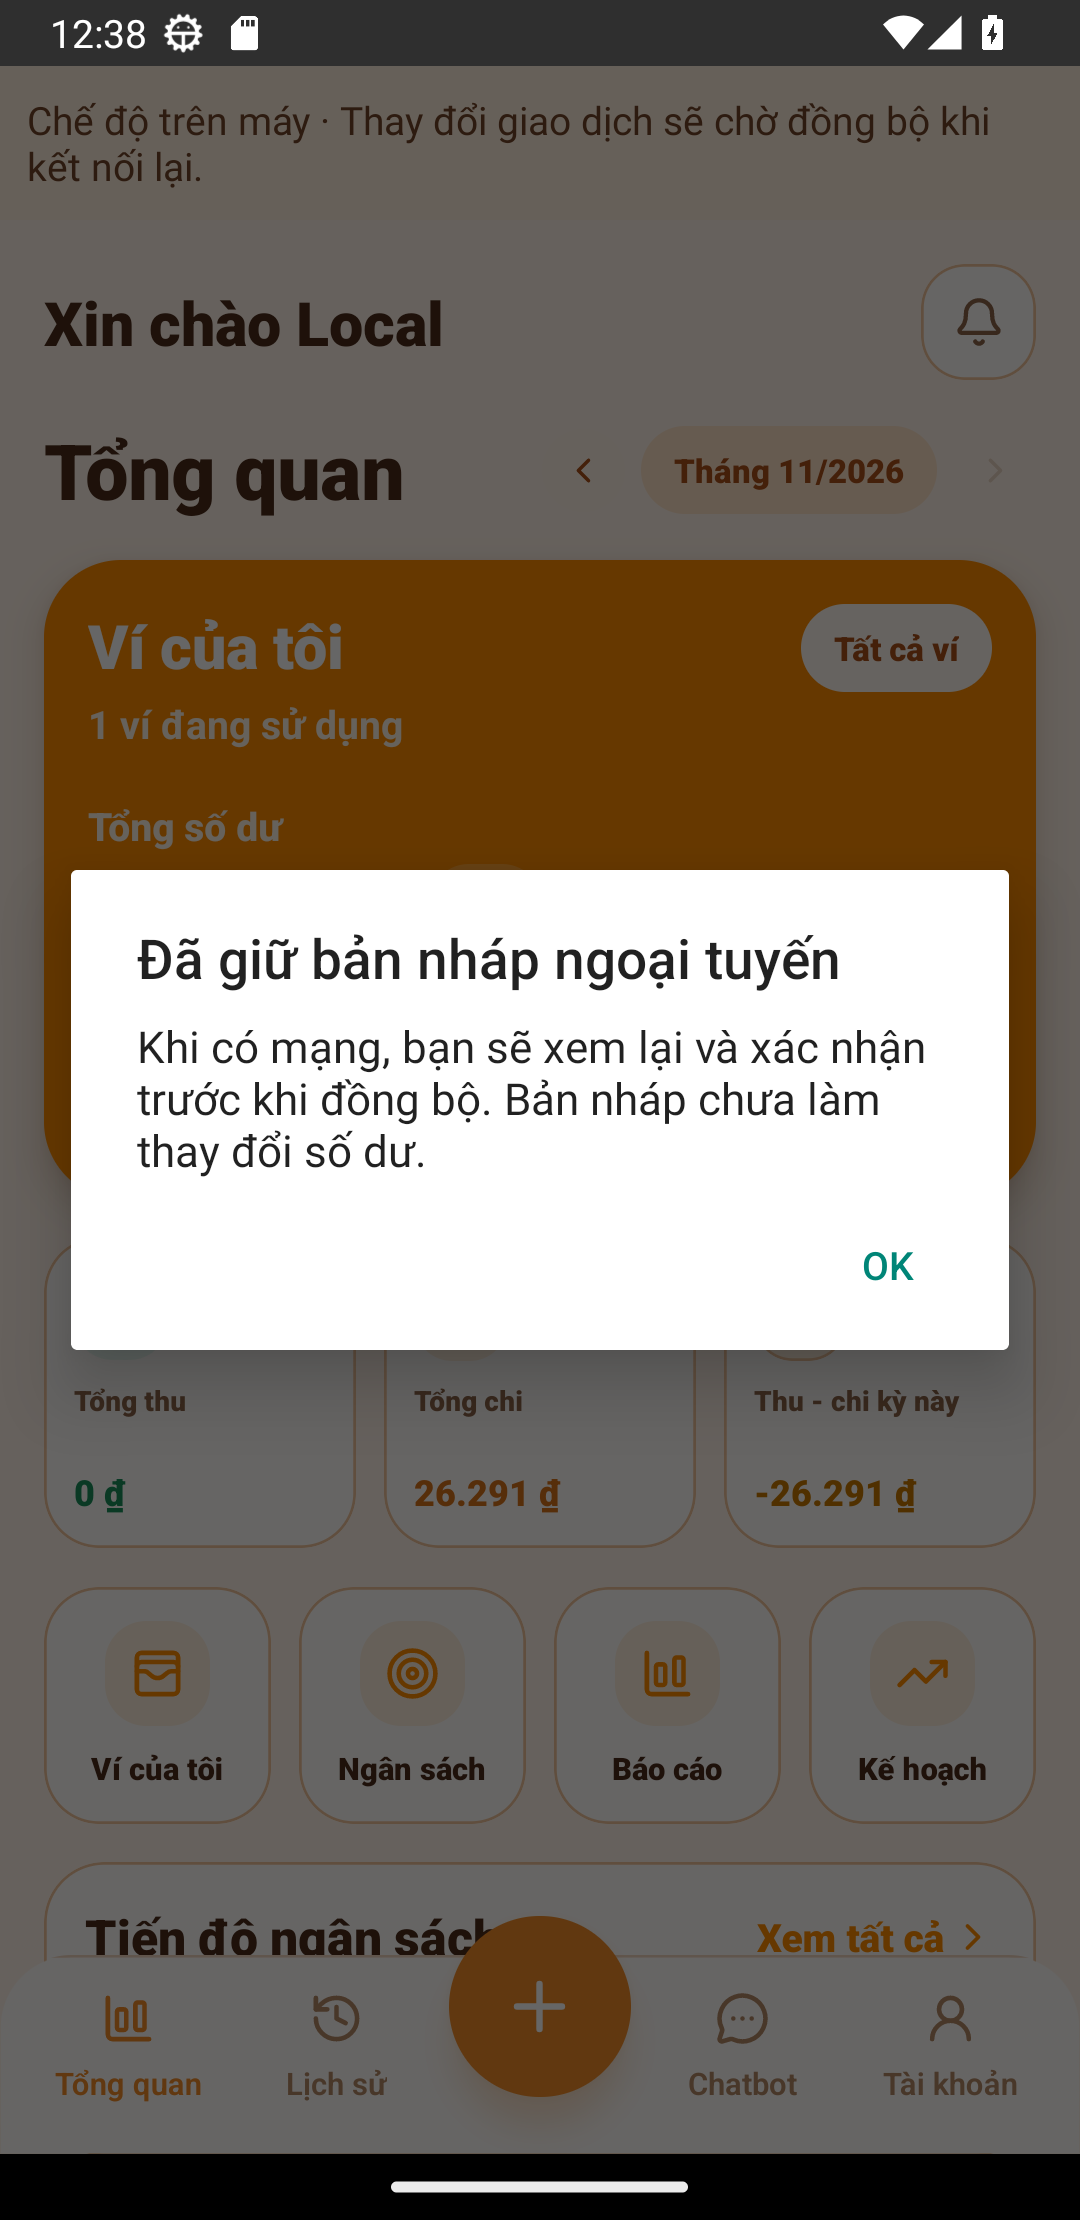 12:38
Chế độ trên máy · Thay đổi giao dịch sẽ chờ đồng bộ khi
kết nối lại.
Xin chào Local
Tổng quan
Tháng 11/2026
Ví của tôi
Tất cả ví
1 ví đang sử dụng
Tổng số dư
Đã giữ bản nháp ngoại tuyến
Khi có mạng, bạn sẽ xem lại và xác nhận
trước khi đồng bộ. Bản nháp chưa làm
thay đổi số dư.
OK
Tổng thu
Tổng chi
Thu - chi kỳ này
0 ₫
26.291 ₫
-26.291 ₫
Ví của tôi
Ngân sách
Báo cáo
Kế hoạch
Tiến độ ngân sách
Xem tất cả
Tổng quan
Lịch sử
Chatbot
Tài khoản